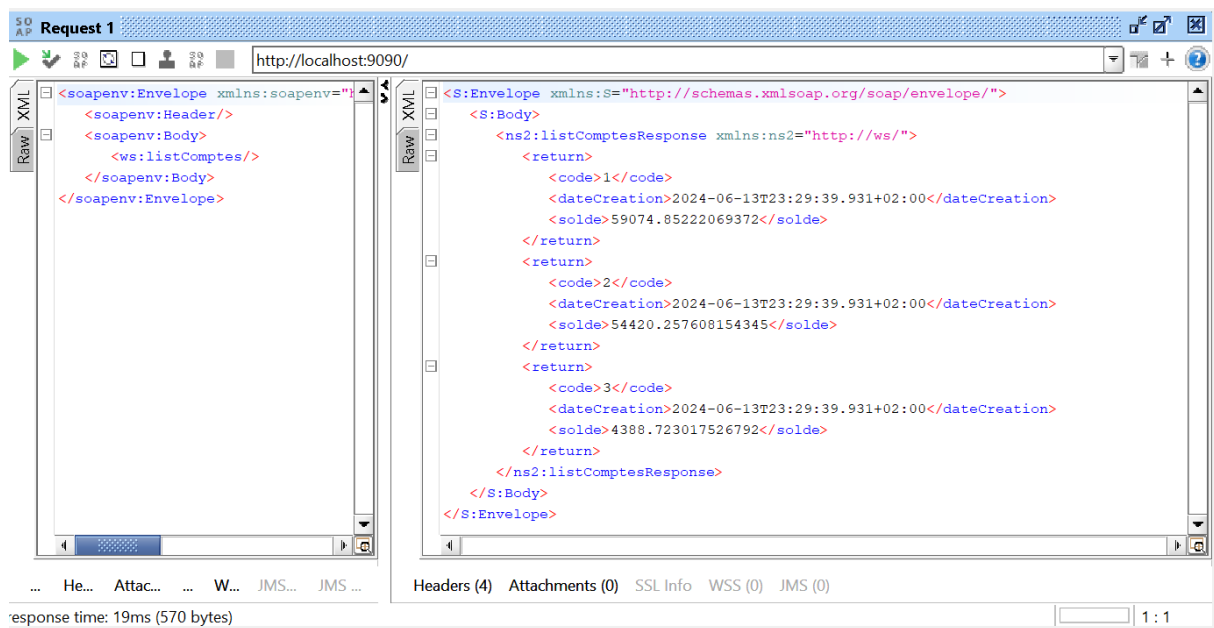 SO
AP Request 1
SO
AP
SO
AP
http://localhost:9090/
XML
Raw
<soapenv:Envelope xmlns:soapenv="h
<soapenv:Header/>
<soapenv:Body>
<ws:listComptes/>
</soapenv:Body>
</soapenv:Envelope>
XML
Raw
<S:Envelope xmlns:S="http://schemas.xmlsoap.org/soap/envelope/">
<S:Body>
<ns2:listComptesResponse xmlns:ns2="http://ws/">
<return>
<code>1</code>
<dateCreation>2024-06-13T23:29:39.931+02:00</dateCreation>
<solde>59074.85222069372</solde>
</return>
<return>
<code>2</code>
<dateCreation>2024-06-13T23:29:39.931+02:00</dateCreation>
<solde>54420.257608154345</solde>
</return>
<return>
<code>3</code>
<dateCreation>2024-06-13T23:29:39.931+02:00</dateCreation>
<solde>4388.723017526792</solde>
</return>
</ns2:listComptesResponse>
</S:Body>
</S:Envelope>
... He... Attac... ... W... JMS... JMS ...
Headers (4) Attachments (0) SSL Info WSS (0) JMS (0)
response time: 19ms (570 bytes)
1 : 1